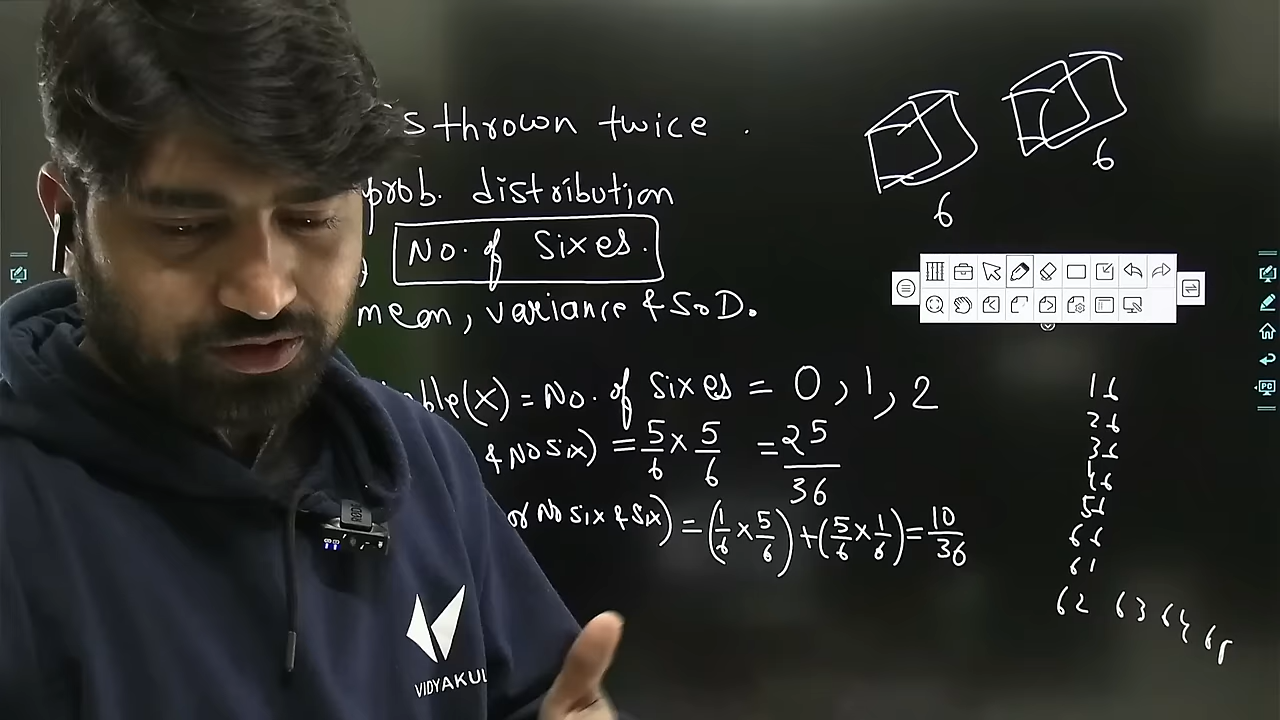 s thrown twice .
prob. distribution
No. of Sixes.
mean, variance & S.D.
6
6
ble(X) = No. of Sixes = 0, 1, 2
& No six) = 5/6 × 5/6 = 25/36
or No six & six) = (1/6 × 5/6) + (5/6 × 1/6) = 10/36
16
26
36
46
56
66
61
62 63 64 65
PC
VIDYAKUL